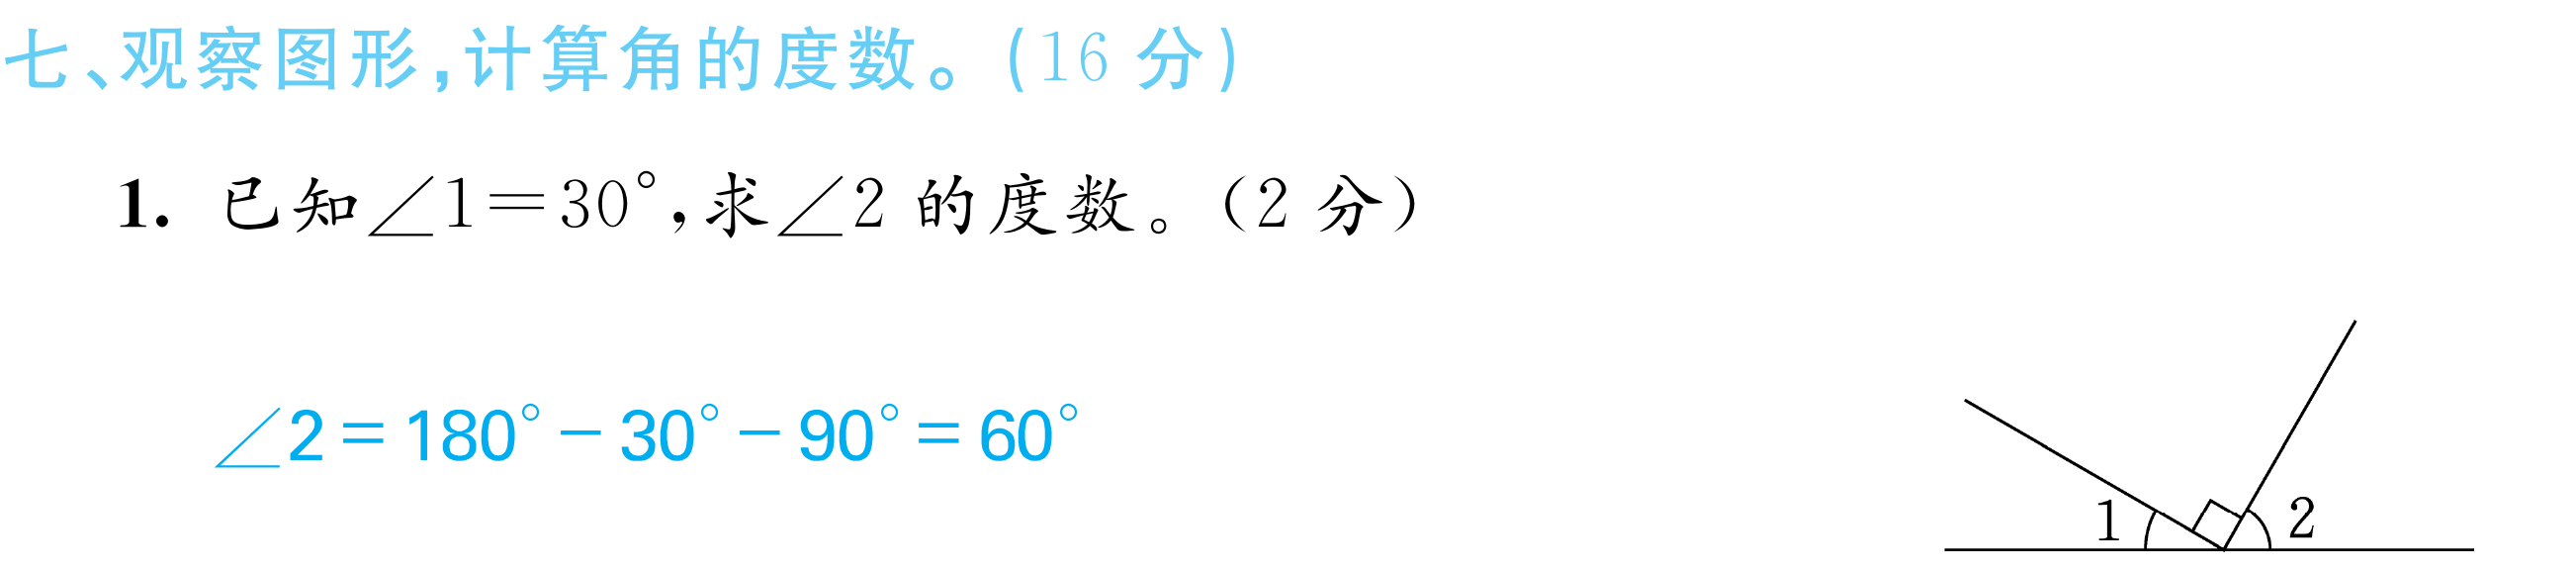 七、观察图形,计算角的度数。(16 分)
1. 已知∠1=30°,求∠2 的度数。(2 分)
∠2=180°-30°-90°=60°
1 2